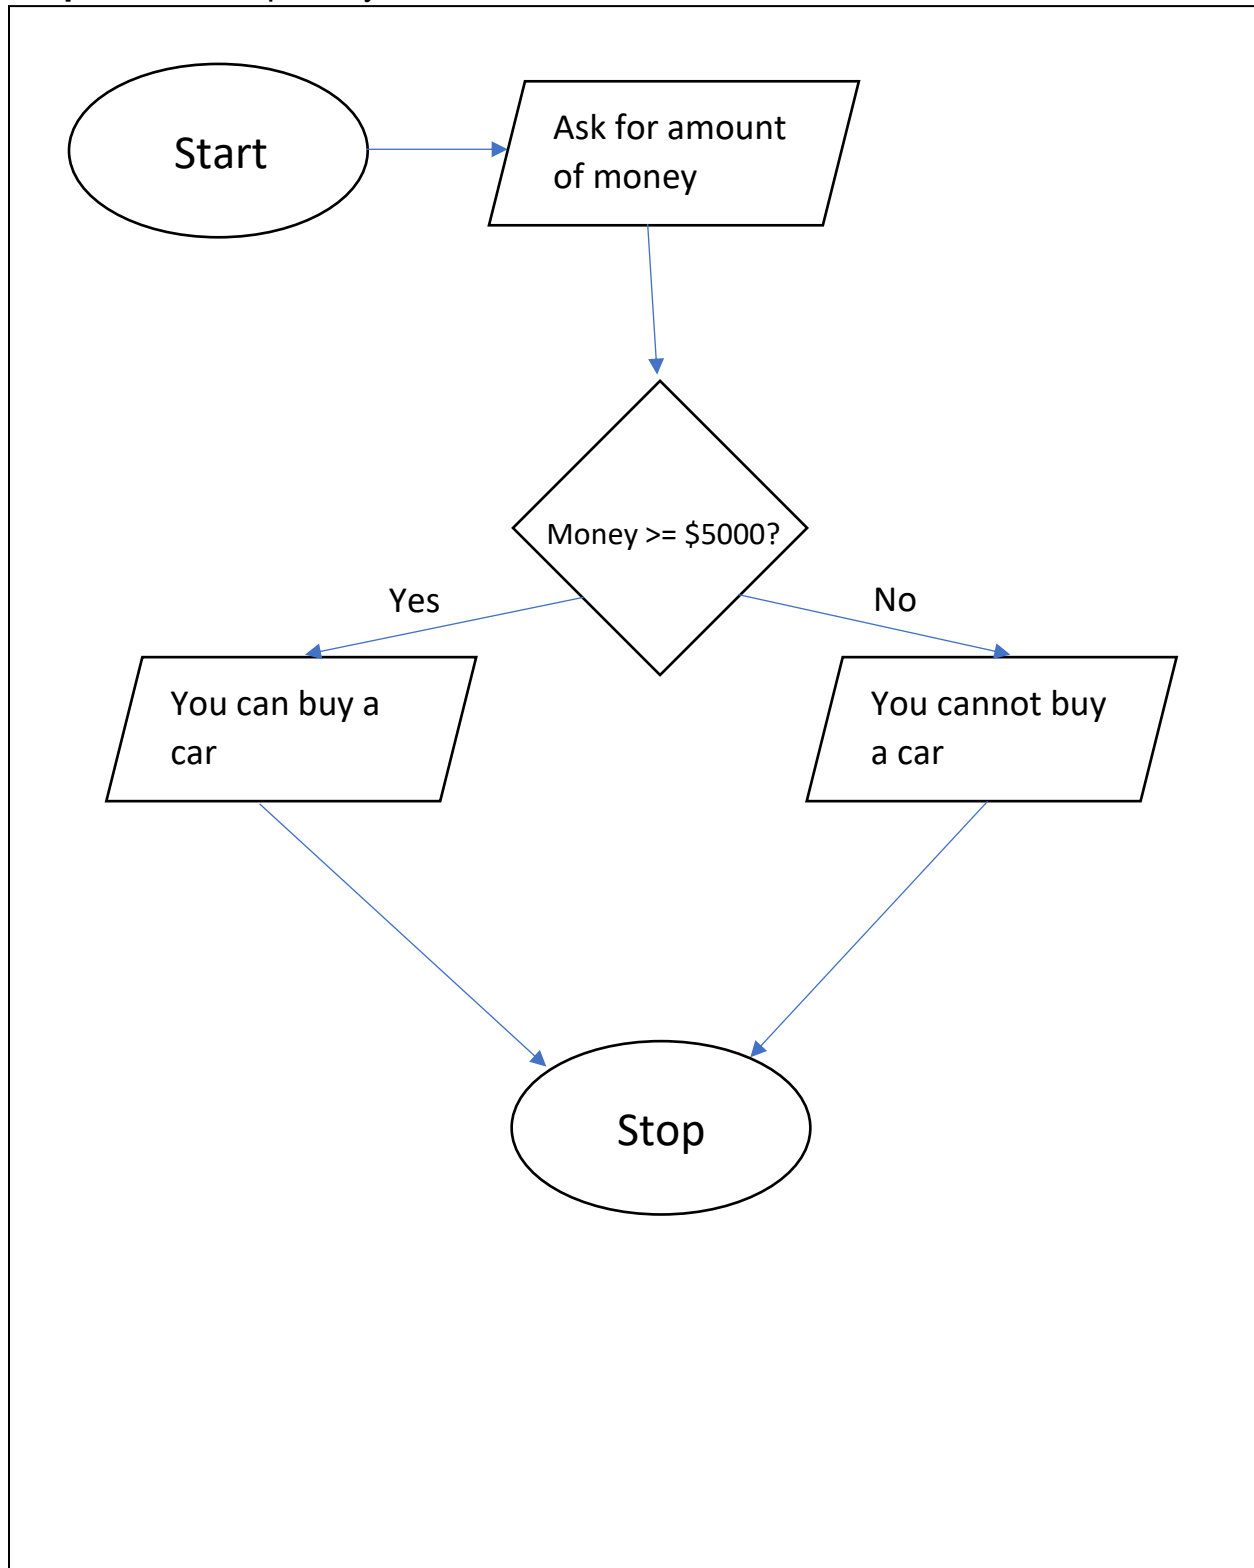 Start
Ask for amount
of money
Money >= $5000?
Yes
No
You can buy a
car
You cannot buy
a car
Stop